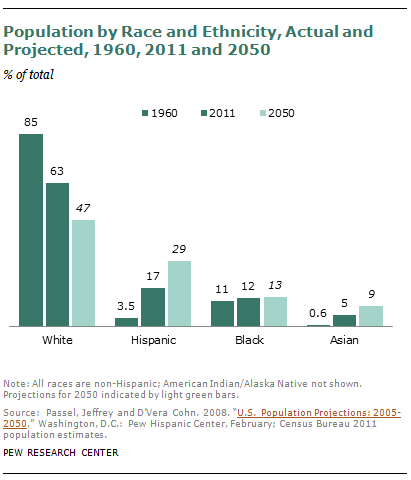 Population by Race and Ethnicity, Actual and
Projected, 1960, 2011 and 2050
% of total
1960 2011 2050
85
63
47
3.5
17
29
11
12
13
0.6
5
9
White Hispanic Black Asian
Note: All races are non-Hispanic; American Indian/Alaska Native not shown.
Projections for 2050 indicated by light green bars.
Source: Passel, Jeffrey and D'Vera Cohn. 2008. "U.S. Population Projections: 2005-
2050," Washington, D.C.: Pew Hispanic Center, February; Census Bureau 2011
population estimates.
PEW RESEARCH CENTER